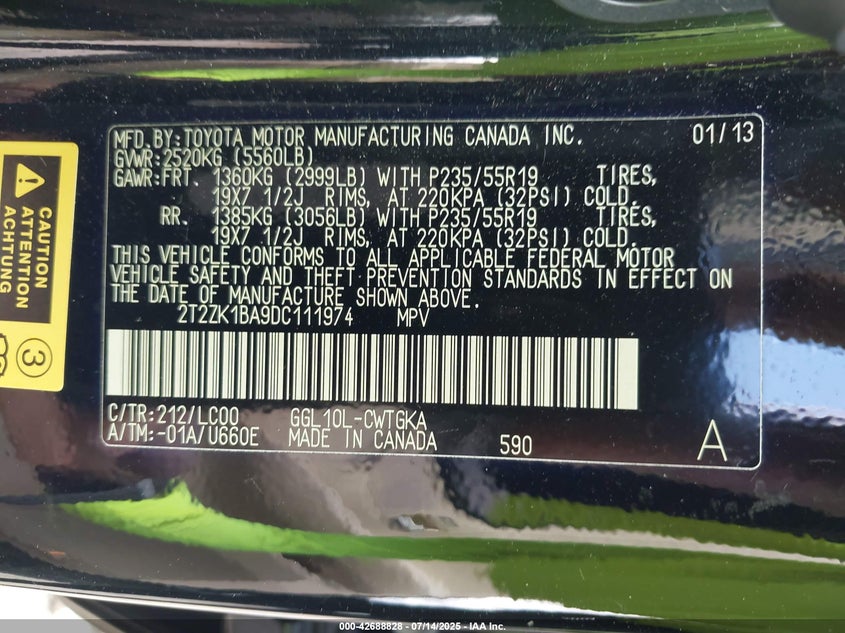 MFD.BY:TOYOTA MOTOR MANUFACTURING CANADA INC. 01/13
GVWR:2520KG (5560LB)
GAWR:FRT. 1360KG (2999LB) WITH P235/55R19 TIRES,
19X7 1/2J RIMS, AT 220KPA (32PSI) COLD.
RR. 1385KG (3056LB) WITH P235/55R19 TIRES,
19X7 1/2J RIMS, AT 220KPA (32PSI) COLD.
THIS VEHICLE CONFORMS TO ALL APPLICABLE FEDERAL MOTOR
VEHICLE SAFETY AND THEFT PREVENTION STANDARDS IN EFFECT ON
THE DATE OF MANUFACTURE SHOWN ABOVE.
2T2ZK1BA9DC111974 MPV
C/TR:212/LC00 GGL10L-CWTGKA
A/TM:-01A/U660E MADE IN CANADA 590 A
CAUTION
ATTENTION
ACHTUNG
3
000-42688828 - 07/14/2025 - IAA Inc.